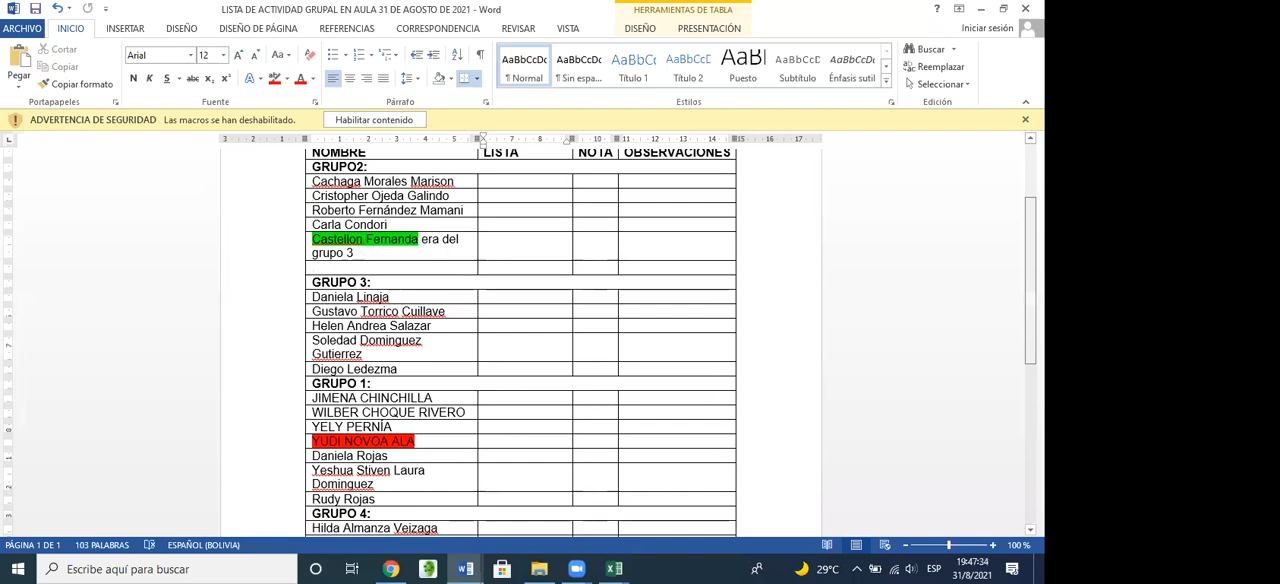 LISTA DE ACTIVIDAD GRUPAL EN AULA 31 DE AGOSTO DE 2021 - Word
HERRAMIENTAS DE TABLA
?
ARCHIVO INICIO INSERTAR DISEÑO DISEÑO DE PÁGINA REFERENCIAS CORRESPONDENCIA REVISAR VISTA DISEÑO PRESENTACIÓN Iniciar sesión
Pegar
Cortar
Copiar
Copiar formato
Portapapeles
Arial 12
N K S abc x₂ x²
Fuente
Párrafo
AaBbCcDc AaBbCcDc AaBbCc AaBbCcD AaBl AaBbCcD AaBbCcDc
¶ Normal ¶ Sin espa... Título 1 Título 2 Puesto Subtítulo Énfasis sutil
Estilos
Buscar
Reemplazar
Seleccionar
Edición
ADVERTENCIA DE SEGURIDAD Las macros se han deshabilitado. Habilitar contenido
NOMBRE LISTA NOTA OBSERVACIONES
GRUPO2:
Cachaga Morales Marison
Cristopher Ojeda Galindo
Roberto Fernández Mamani
Carla Condori
Castellon Fernanda era del
grupo 3
GRUPO 3:
Daniela Linaja
Gustavo Torrico Cuillave
Helen Andrea Salazar
Soledad Dominguez
Gutierrez
Diego Ledezma
GRUPO 1:
JIMENA CHINCHILLA
WILBER CHOQUE RIVERO
YELY PERNÍA
YUDI NOVOA ALA
Daniela Rojas
Yeshua Stiven Laura
Dominguez
Rudy Rojas
GRUPO 4:
Hilda Almanza Veizaga
PÁGINA 1 DE 1 103 PALABRAS ESPAÑOL (BOLIVIA) 100 %
Escribe aquí para buscar
29°C
ESP
19:47:34
31/8/2021